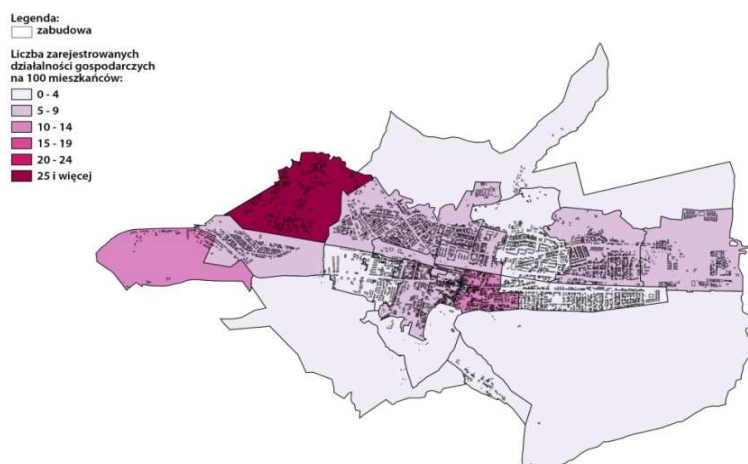 Legenda:
zabudowa
Liczba zarejestrowanych
działalności gospodarczych
na 100 mieszkańców:
0 - 4
5 - 9
10 - 14
15 - 19
20 - 24
25 i więcej